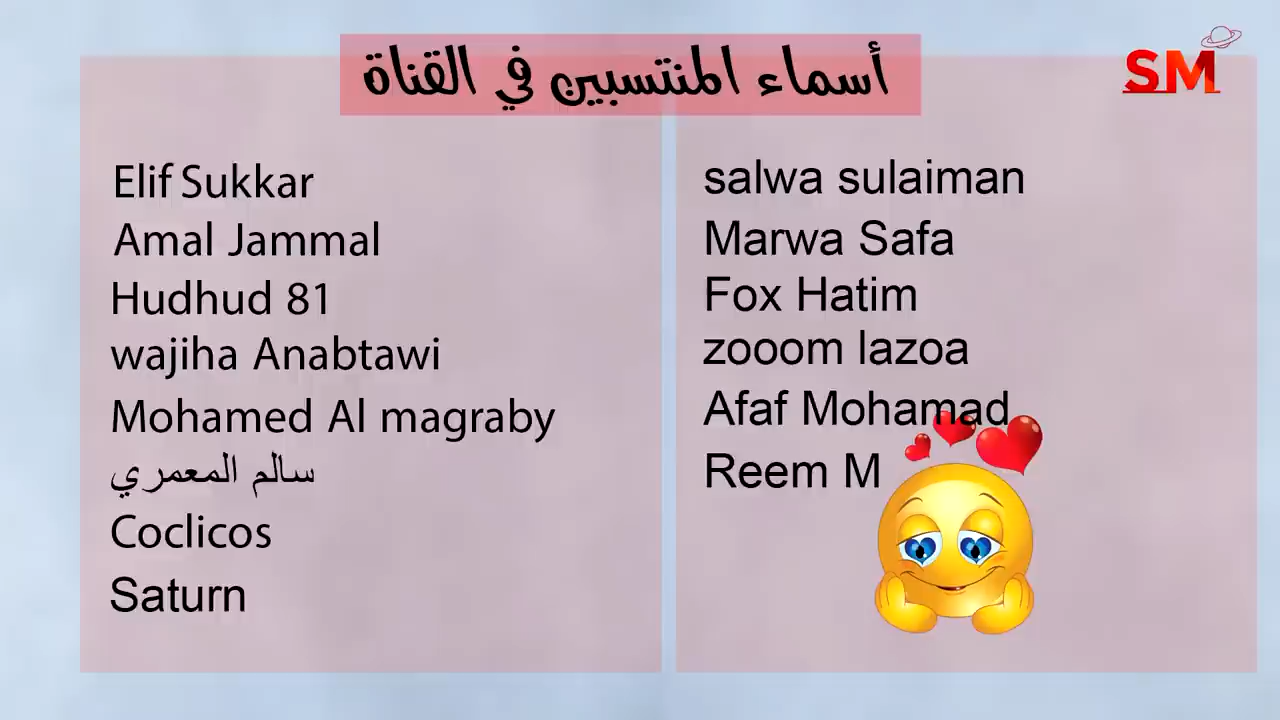 أسماء المنتسبين في القناة
SM
Elif Sukkar
Amal Jammal
Hudhud 81
wajiha Anabtawi
Mohamed Al magraby
سالم المعمري
Coclicos
Saturn
salwa sulaiman
Marwa Safa
Fox Hatim
zooom lazoa
Afaf Mohamad
Reem M